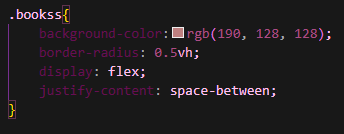 .bookss{
background-color: rgb(190, 128, 128);
border-radius: 0.5vh;
display: flex;
justify-content: space-between;
}